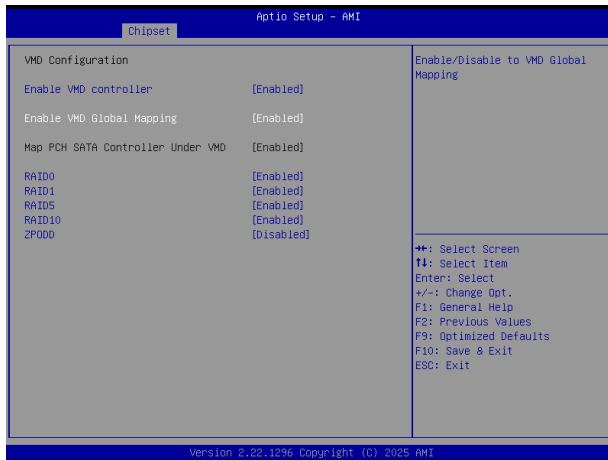 Aptio Setup - AMI
Chipset
VMD Configuration
Enable VMD controller [Enabled]
Enable VMD Global Mapping [Enabled]
Map PCH SATA Controller Under VMD [Enabled]
RAID0 [Enabled]
RAID1 [Enabled]
RAID5 [Enabled]
RAID10 [Enabled]
ZPODD [Disabled]
Enable/Disable to VMD Global
Mapping
→←: Select Screen
↑↓: Select Item
Enter: Select
+/-: Change Opt.
F1: General Help
F2: Previous Values
F9: Optimized Defaults
F10: Save & Exit
ESC: Exit
Version 2.22.1296 Copyright (C) 2025 AMI